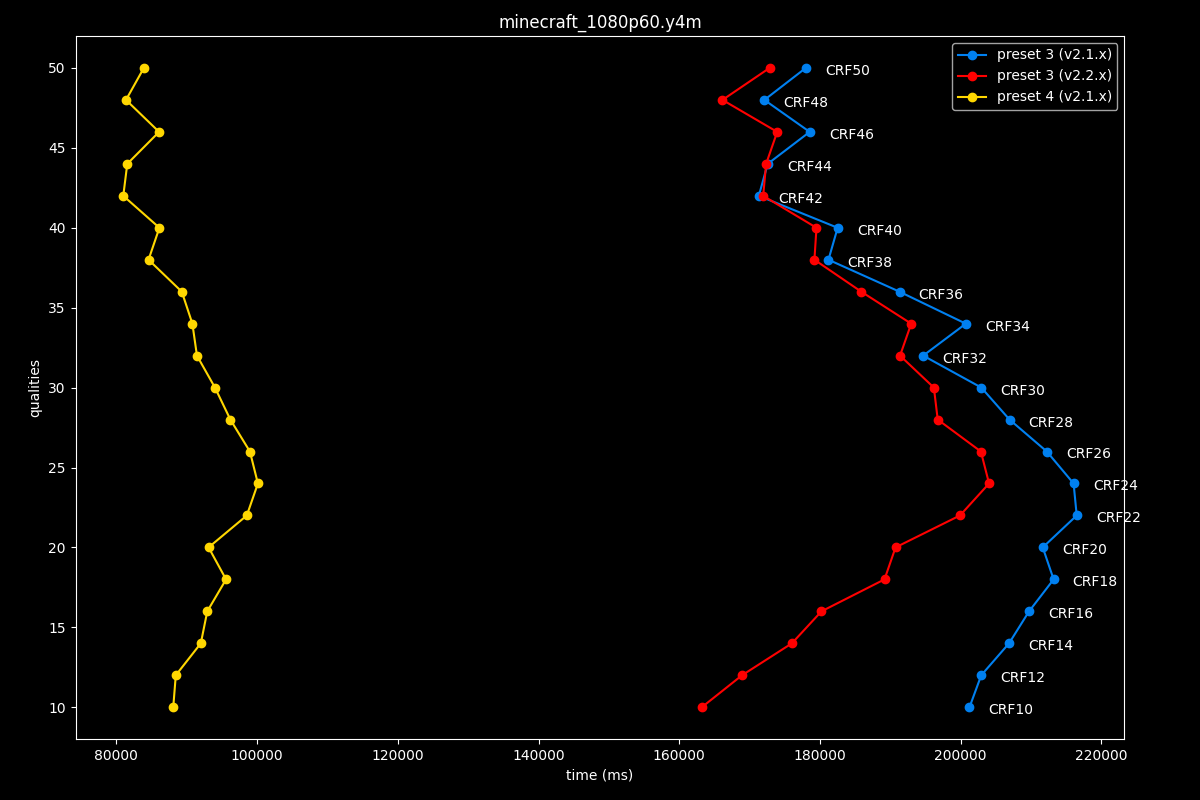 minecraft_1080p60.y4m
preset 3 (v2.1.x)
preset 3 (v2.2.x)
preset 4 (v2.1.x)
qualities
50
45
40
35
30
25
20
15
10
CRF50
CRF48
CRF46
CRF44
CRF42
CRF40
CRF38
CRF36
CRF34
CRF32
CRF30
CRF28
CRF26
CRF24
CRF22
CRF20
CRF18
CRF16
CRF14
CRF12
CRF10
80000 100000 120000 140000 160000 180000 200000 220000
time (ms)